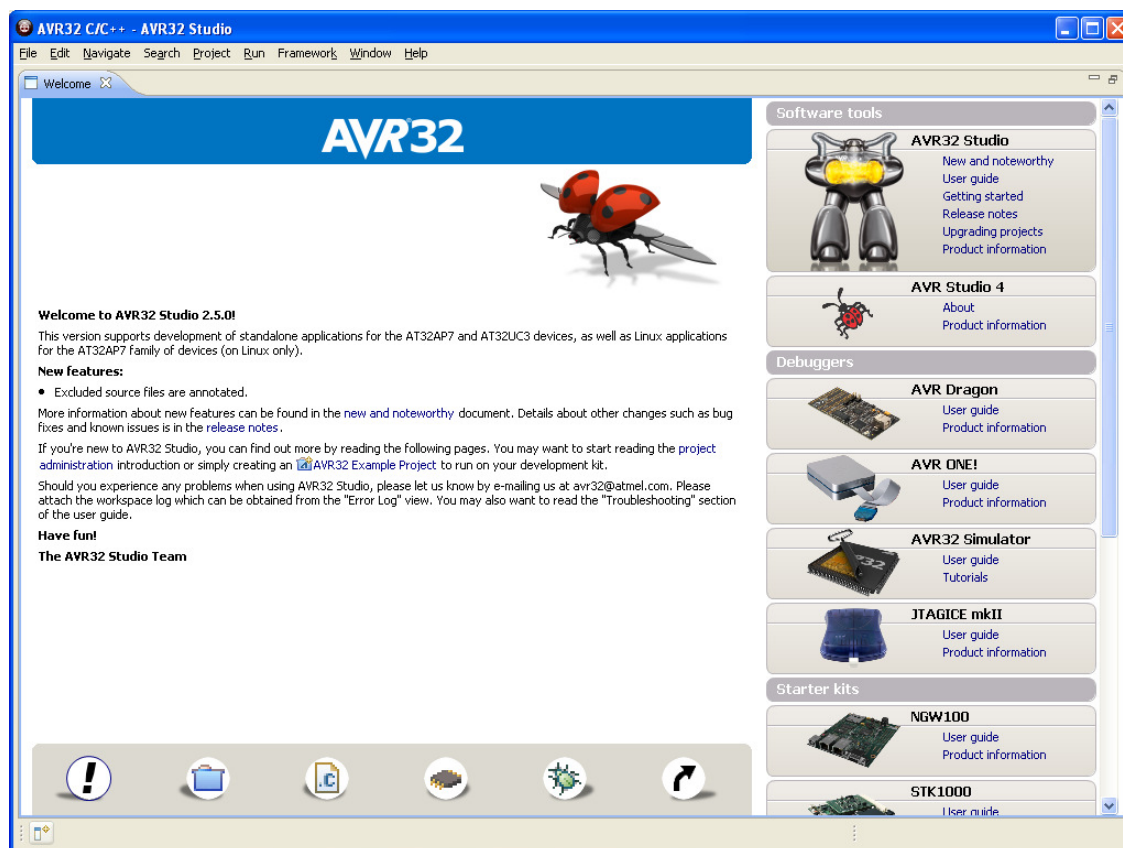 AVR32 C/C++ - AVR32 Studio
File Edit Navigate Search Project Run Framework Window Help
Welcome
AVR®32
Welcome to AVR32 Studio 2.5.0!
This version supports development of standalone applications for the AT32AP7 and AT32UC3 devices, as well as Linux applications
for the AT32AP7 family of devices (on Linux only).
New features:
• Excluded source files are annotated.
More information about new features can be found in the new and noteworthy document. Details about other changes such as bug
fixes and known issues is in the release notes.
If you're new to AVR32 Studio, you can find out more by reading the following pages. You may want to start reading the project
administration introduction or simply creating an AVR32 Example Project to run on your development kit.
Should you experience any problems when using AVR32 Studio, please let us know by e-mailing us at avr32@atmel.com. Please
attach the workspace log which can be obtained from the "Error Log" view. You may also want to read the "Troubleshooting" section
of the user guide.
Have fun!
The AVR32 Studio Team
!
.c
Software tools
AVR32 Studio
New and noteworthy
User guide
Getting started
Release notes
Upgrading projects
Product information
AVR Studio 4
About
Product information
Debuggers
AVR Dragon
User guide
Product information
AVR ONE!
User guide
Product information
AVR32 Simulator
User guide
Tutorials
JTAGICE mkII
User guide
Product information
Starter kits
NGW100
User guide
Product information
STK1000
User guide